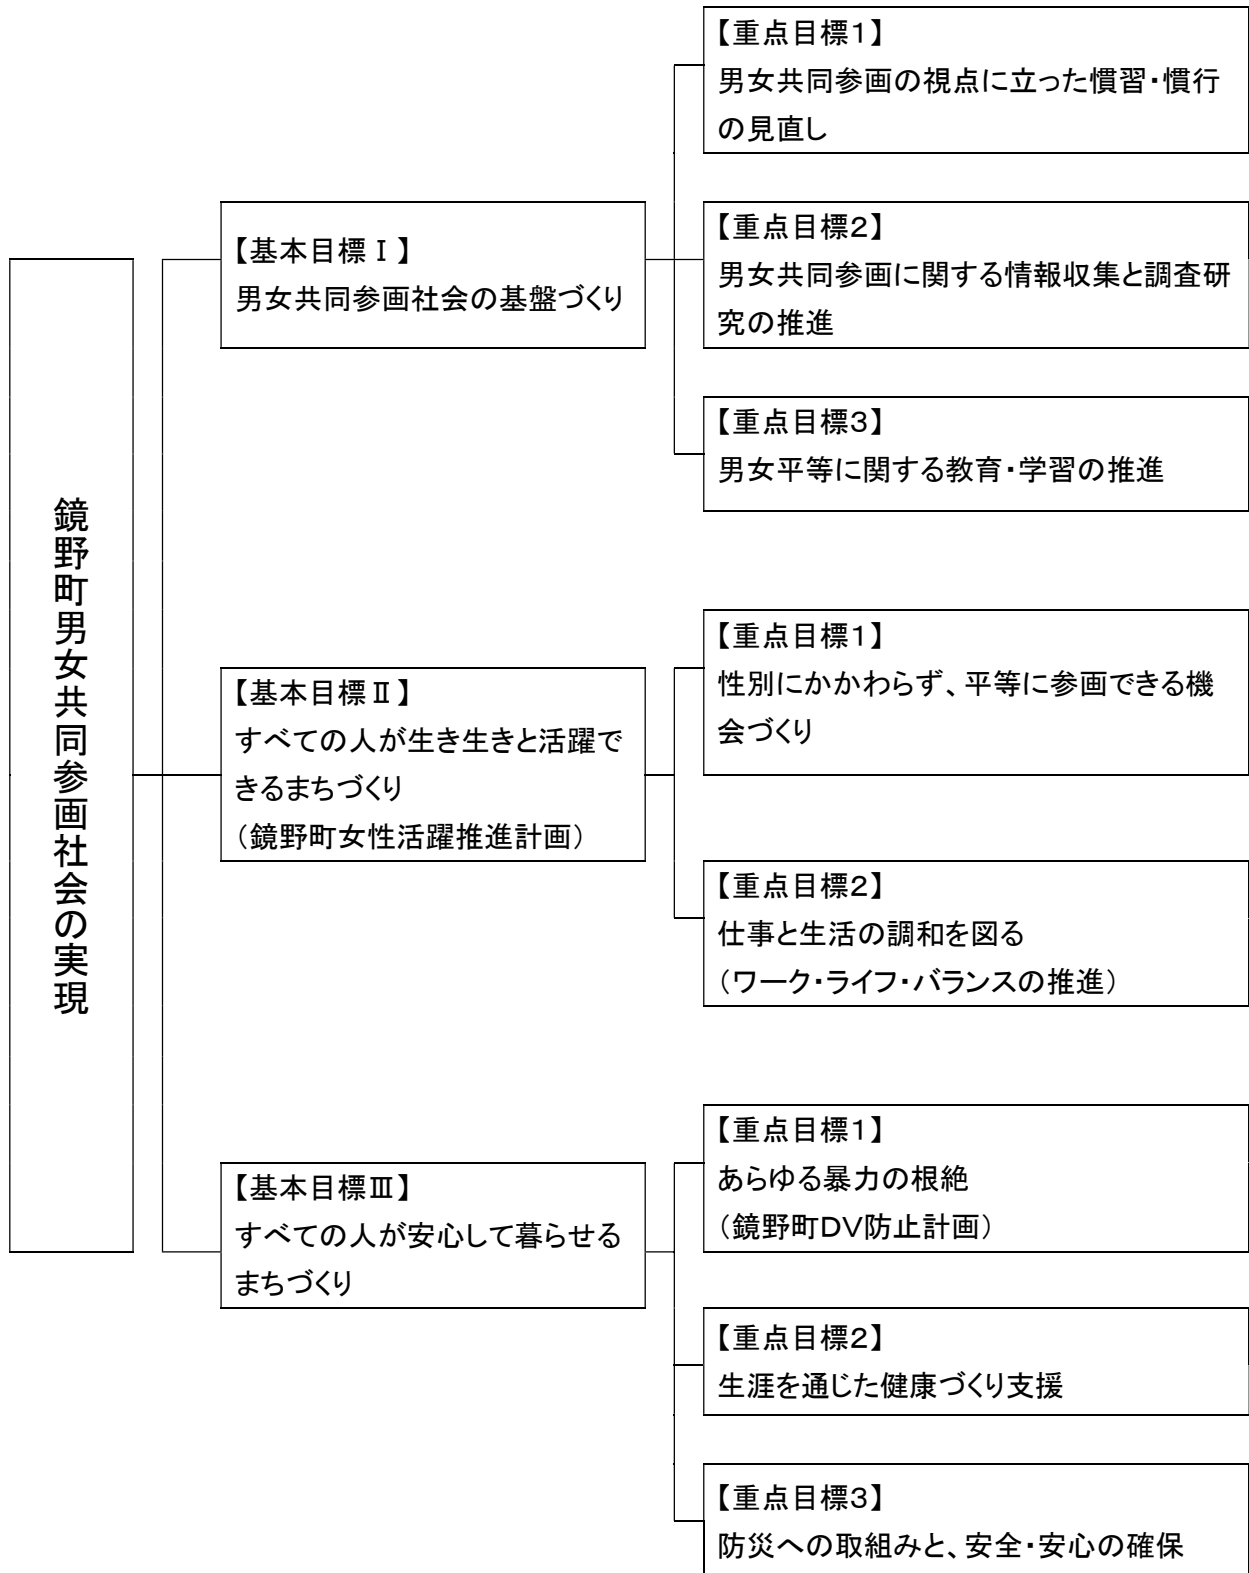 鏡野町男女共同参画社会の実現
【基本目標Ⅰ】
男女共同参画社会の基盤づくり
【重点目標１】
男女共同参画の視点に立った慣習・慣行
の見直し
【重点目標２】
男女共同参画に関する情報収集と調査研
究の推進
【重点目標３】
男女平等に関する教育・学習の推進
【基本目標Ⅱ】
すべての人が生き生きと活躍で
きるまちづくり
（鏡野町女性活躍推進計画）
【重点目標１】
性別にかかわらず、平等に参画できる機
会づくり
【重点目標２】
仕事と生活の調和を図る
（ワーク・ライフ・バランスの推進）
【基本目標Ⅲ】
すべての人が安心して暮らせる
まちづくり
【重点目標１】
あらゆる暴力の根絶
（鏡野町ＤＶ防止計画）
【重点目標２】
生涯を通じた健康づくり支援
【重点目標３】
防災への取組みと、安全・安心の確保